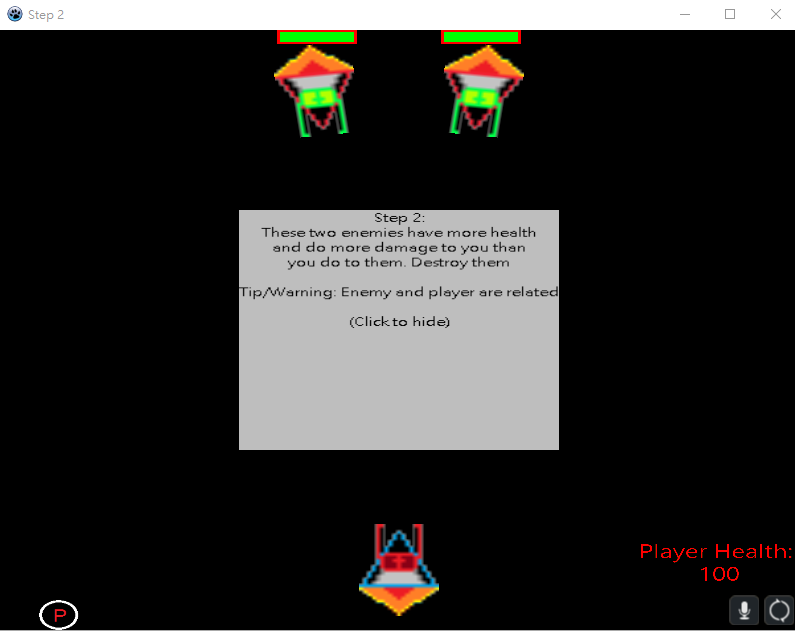 Step 2
Step 2:
These two enemies have more health
and do more damage to you than
you do to them. Destroy them
Tip/Warning: Enemy and player are related
(Click to hide)
Player Health:
100
P